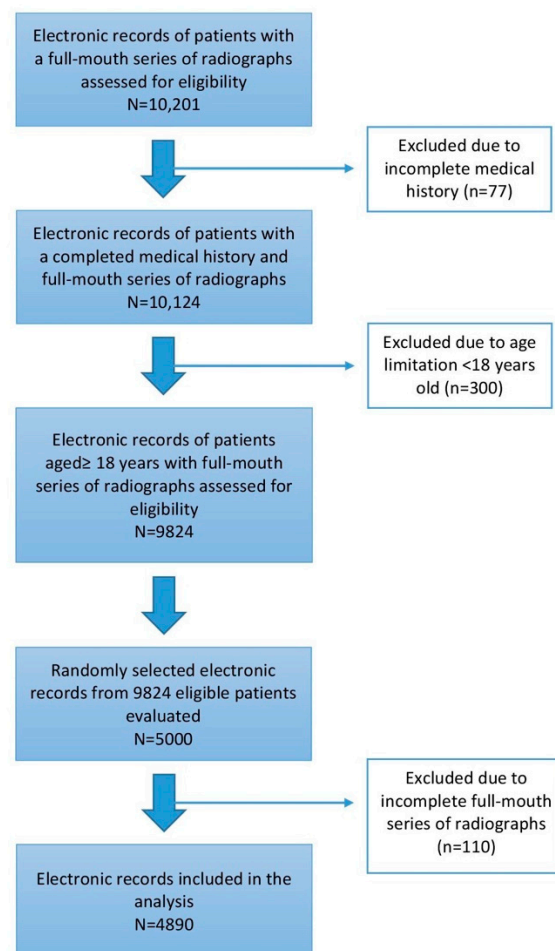 Electronic records of patients with
a full-mouth series of radiographs
assessed for eligibility
N=10,201
Excluded due to
incomplete medical
history (n=77)
Electronic records of patients with
a completed medical history and
full-mouth series of radiographs
N=10,124
Excluded due to age
limitation <18 years
old (n=300)
Electronic records of patients
aged≥ 18 years with full-mouth
series of radiographs assessed for
eligibility
N=9824
Randomly selected electronic
records from 9824 eligible patients
evaluated
N=5000
Excluded due to
incomplete full-mouth
series of radiographs
(n=110)
Electronic records included in the
analysis
N=4890